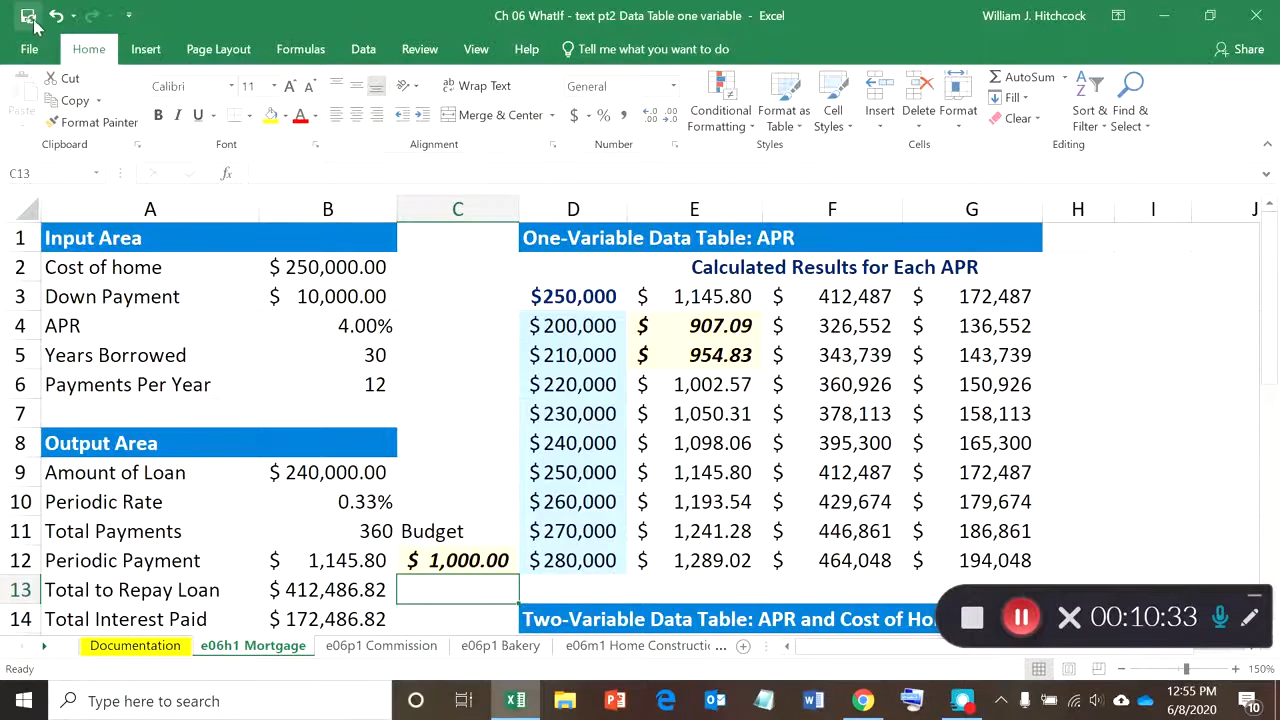 Ch 06 WhatIf - text pt2 Data Table one variable - Excel
William J. Hitchcock
File Home Insert Page Layout Formulas Data Review View Help Tell me what you want to do Share
Paste
Cut
Copy
Format Painter
Clipboard
Calibri 11
B I U
Font
Wrap Text
Merge & Center
Alignment
General
$ % ,
Number
Conditional Formatting
Format as Table
Cell Styles
Styles
Insert Delete Format
Cells
AutoSum
Fill
Clear
Sort & Filter
Find & Select
Editing
C13
fx
A B C D E F G H I J
1 Input Area One-Variable Data Table: APR
2 Cost of home $ 250,000.00 Calculated Results for Each APR
3 Down Payment $ 10,000.00 $250,000 $ 1,145.80 $ 412,487 $ 172,487
4 APR 4.00% $200,000 $ 907.09 $ 326,552 $ 136,552
5 Years Borrowed 30 $210,000 $ 954.83 $ 343,739 $ 143,739
6 Payments Per Year 12 $220,000 $ 1,002.57 $ 360,926 $ 150,926
7 $230,000 $ 1,050.31 $ 378,113 $ 158,113
8 Output Area $240,000 $ 1,098.06 $ 395,300 $ 165,300
9 Amount of Loan $ 240,000.00 $250,000 $ 1,145.80 $ 412,487 $ 172,487
10 Periodic Rate 0.33% $260,000 $ 1,193.54 $ 429,674 $ 179,674
11 Total Payments 360 Budget $270,000 $ 1,241.28 $ 446,861 $ 186,861
12 Periodic Payment $ 1,145.80 $ 1,000.00 $280,000 $ 1,289.02 $ 464,048 $ 194,048
13 Total to Repay Loan $ 412,486.82
14 Total Interest Paid $ 172,486.82 Two-Variable Data Table: APR and Cost of Ho
00:10:33
Documentation e06h1 Mortgage e06p1 Commission e06p1 Bakery e06m1 Home Constructic ...
Ready
150%
Type here to search
12:55 PM
6/8/2020
10